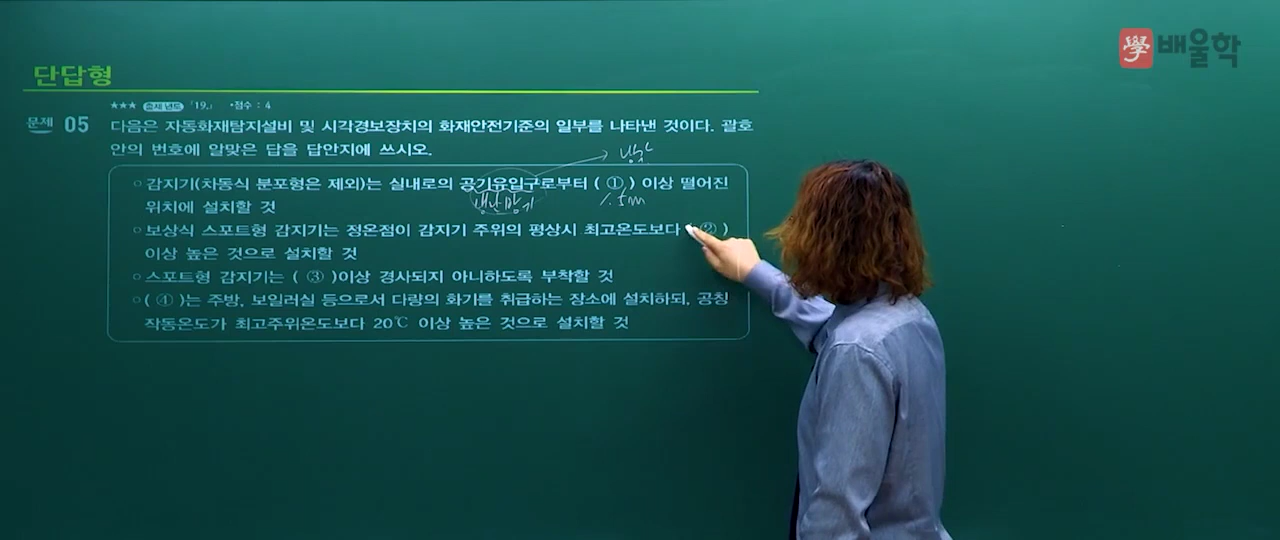 學 배울학
단답형
★★★ 출제 년도 「19.」 •점수 : 4
문제 05 다음은 자동화재탐지설비 및 시각경보장치의 화재안전기준의 일부를 나타낸 것이다. 괄호
안의 번호에 알맞은 답을 답안지에 쓰시오.
○ 감지기(차동식 분포형은 제외)는 실내로의 공기유입구로부터 ( ① ) 이상 떨어진
1.5m
위치에 설치할 것
○ 보상식 스포트형 감지기는 정온점이 감지기 주위의 평상시 최고온도보다 ② )
이상 높은 것으로 설치할 것
○ 스포트형 감지기는 ( ③ )이상 경사되지 아니하도록 부착할 것
○ ( ④ )는 주방, 보일러실 등으로서 다량의 화기를 취급하는 장소에 설치하되, 공칭
작동온도가 최고주위온도보다 20℃ 이상 높은 것으로 설치할 것